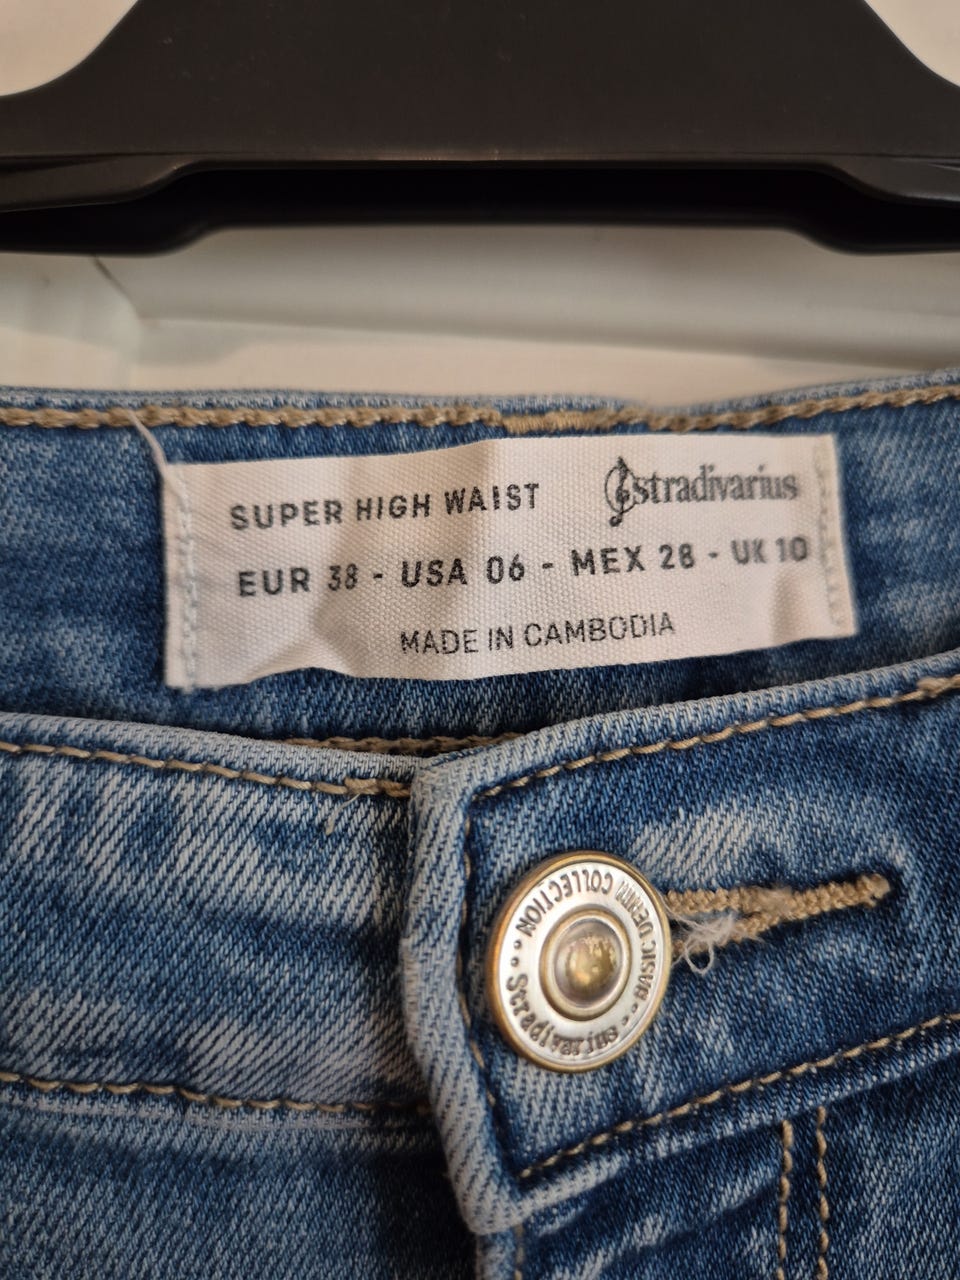 SUPER HIGH WAIST stradivarius
EUR 38 - USA 06 - MEX 28 - UK 10
MADE IN CAMBODIA
BASIC DENIM COLLECTION •• Stradivarius ••